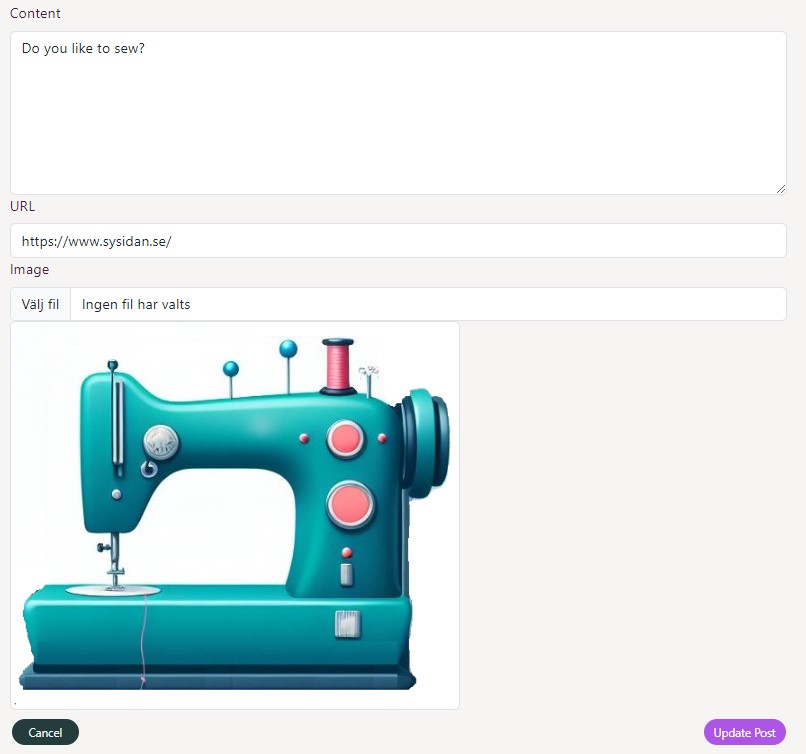 Content
Do you like to sew?
URL
https://www.sysidan.se/
Image
Välj fil Ingen fil har valts
Cancel Update Post